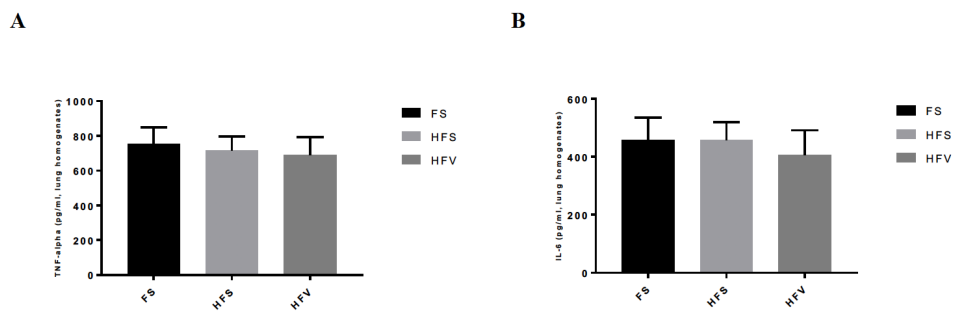 A
B
TNF-alpha (pg/ml, lung homogenates)
1000
800
600
400
200
0
FS
HFS
HFV
FS
HFS
HFV
IL-6 (pg/ml, lung homogenates)
600
400
200
0
FS
HFS
HFV
FS
HFS
HFV